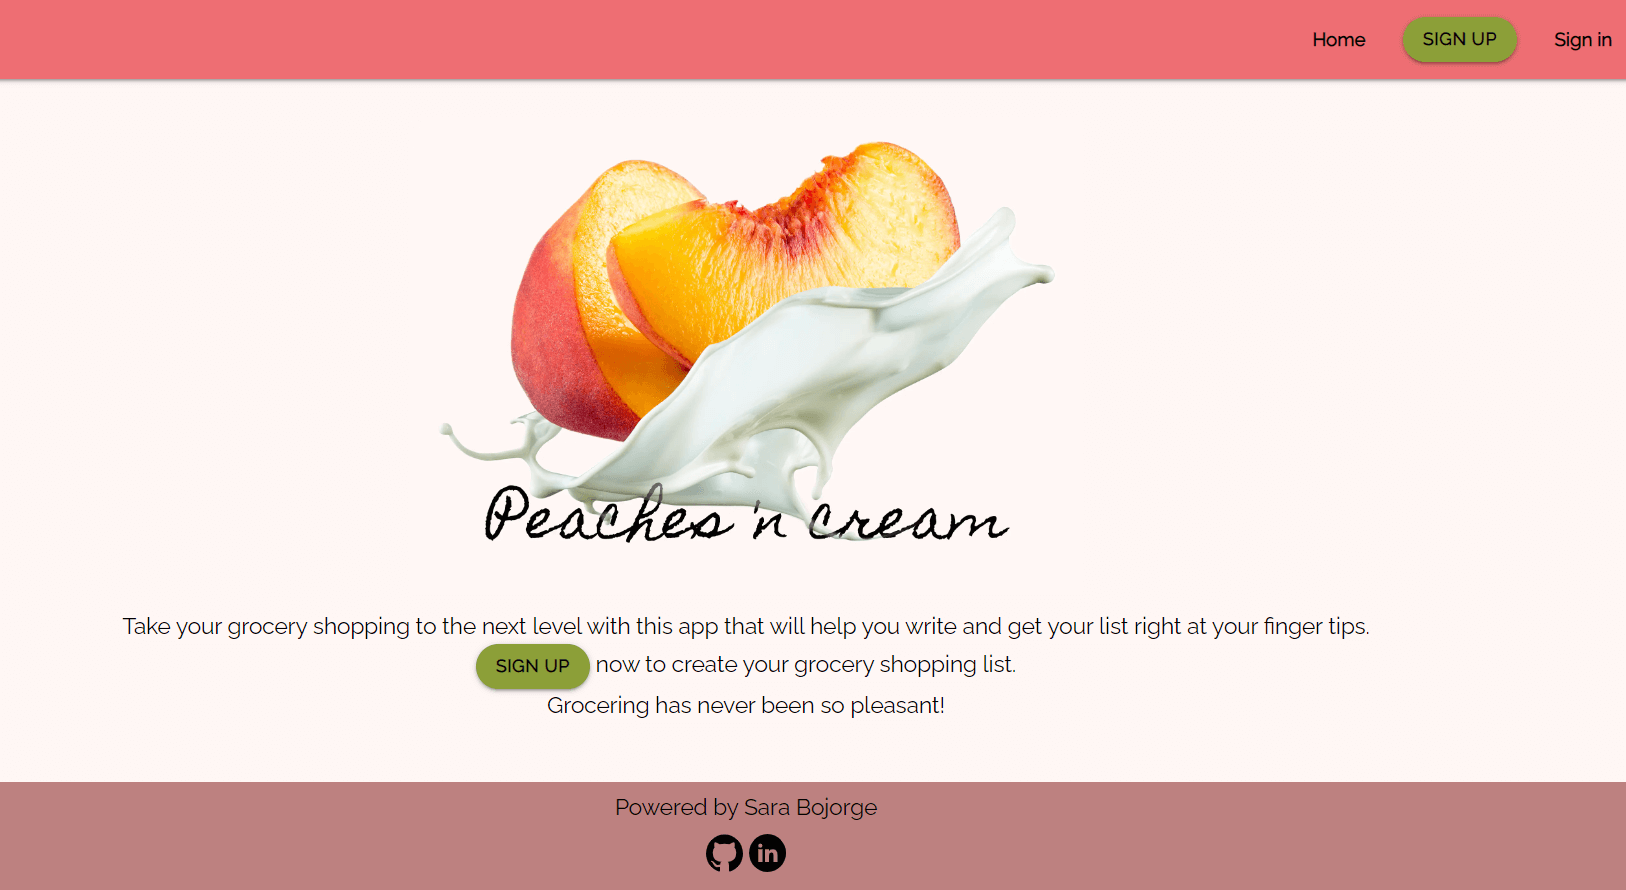 Home SIGN UP Sign in
Peaches 'n cream
Take your grocery shopping to the next level with this app that will help you write and get your list right at your finger tips.
SIGN UP now to create your grocery shopping list.
Grocering has never been so pleasant!
Powered by Sara Bojorge
in